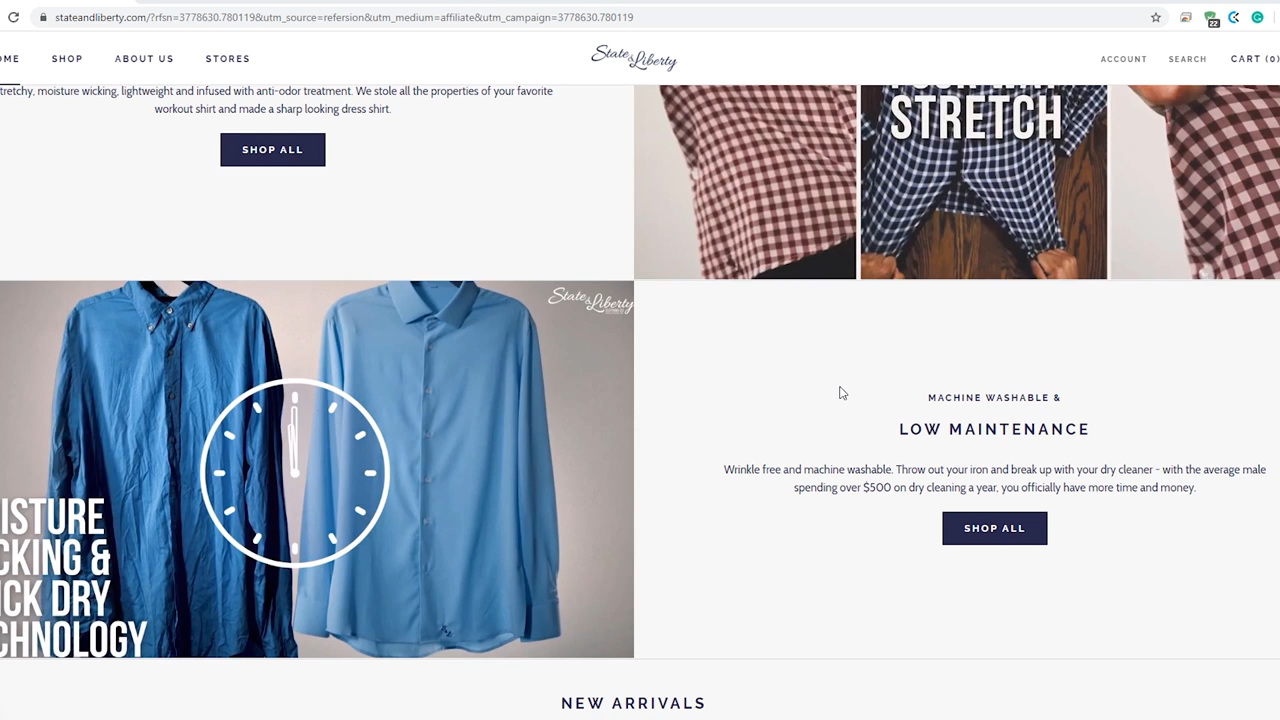 stateandliberty.com/?rfsn=3778630.780119&utm_source=refersion&utm_medium=affiliate&utm_campaign=3778630.780119
22
OME SHOP ABOUT US STORES
State & Liberty
ACCOUNT SEARCH CART (0)
tretchy, moisture wicking, lightweight and infused with anti-odor treatment. We stole all the properties of your favorite
workout shirt and made a sharp looking dress shirt.
SHOP ALL
STRETCH
State & Liberty
ISTURE
CKING &
ICK DRY
CHNOLOGY
MACHINE WASHABLE &
LOW MAINTENANCE
Wrinkle free and machine washable. Throw out your iron and break up with your dry cleaner - with the average male
spending over $500 on dry cleaning a year, you officially have more time and money.
SHOP ALL
NEW ARRIVALS